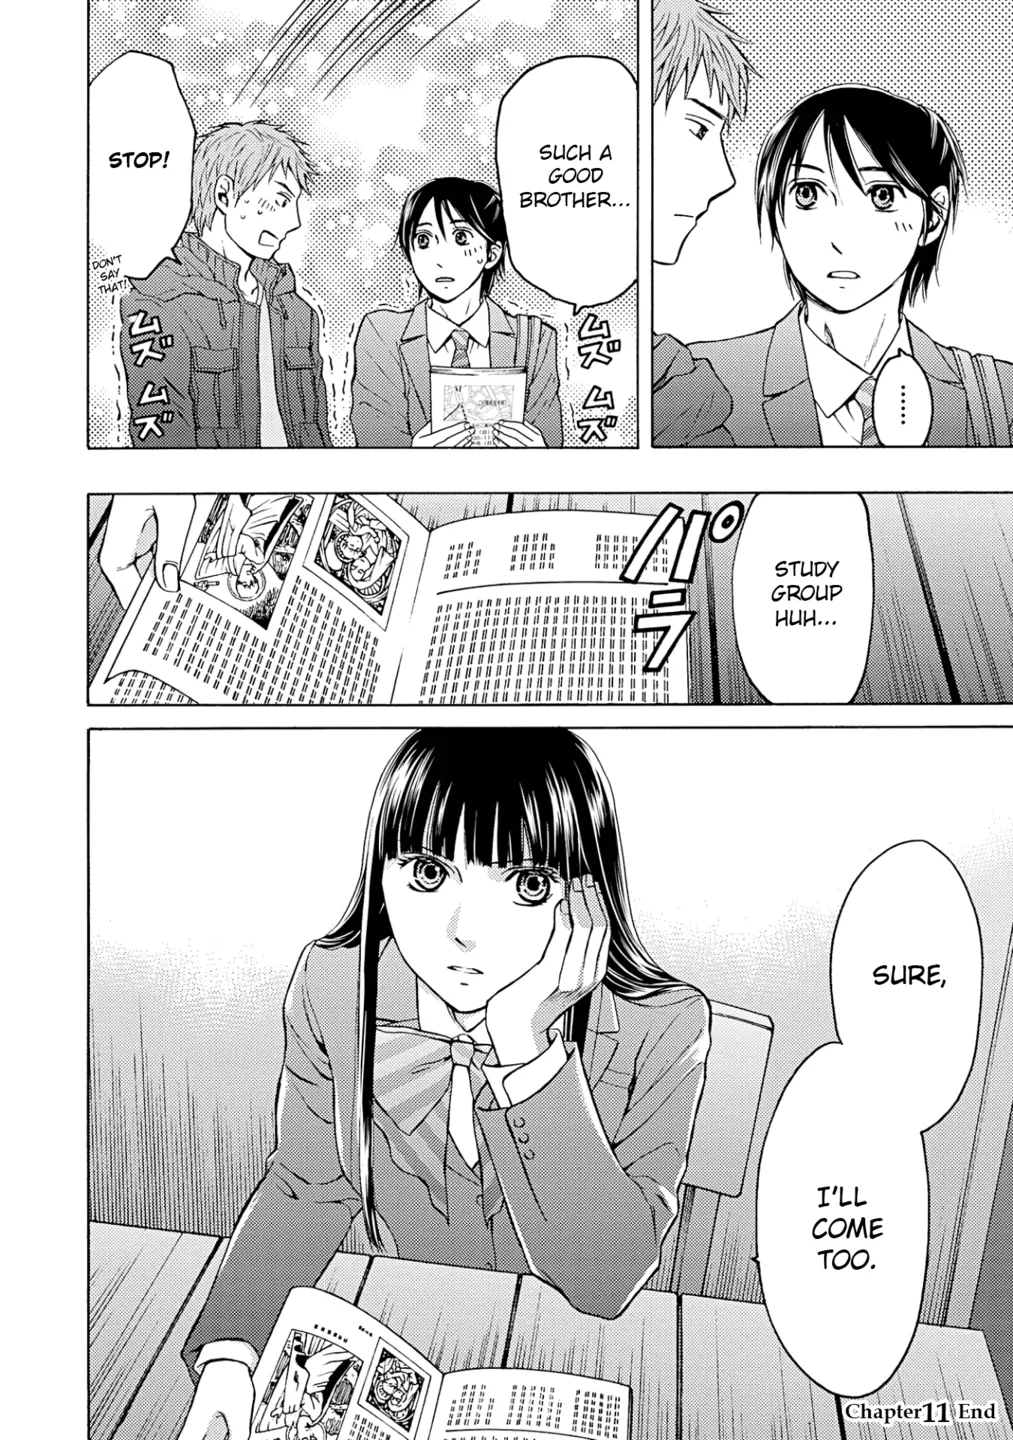 ......
SUCH A
GOOD
BROTHER...
STOP!
DON'T
SAY
THAT!
ムズ
ムズ
ムズ
ムズ
STUDY
GROUP
HUH...
パラ
SURE,
I'LL
COME
TOO.
Chapter 11 End